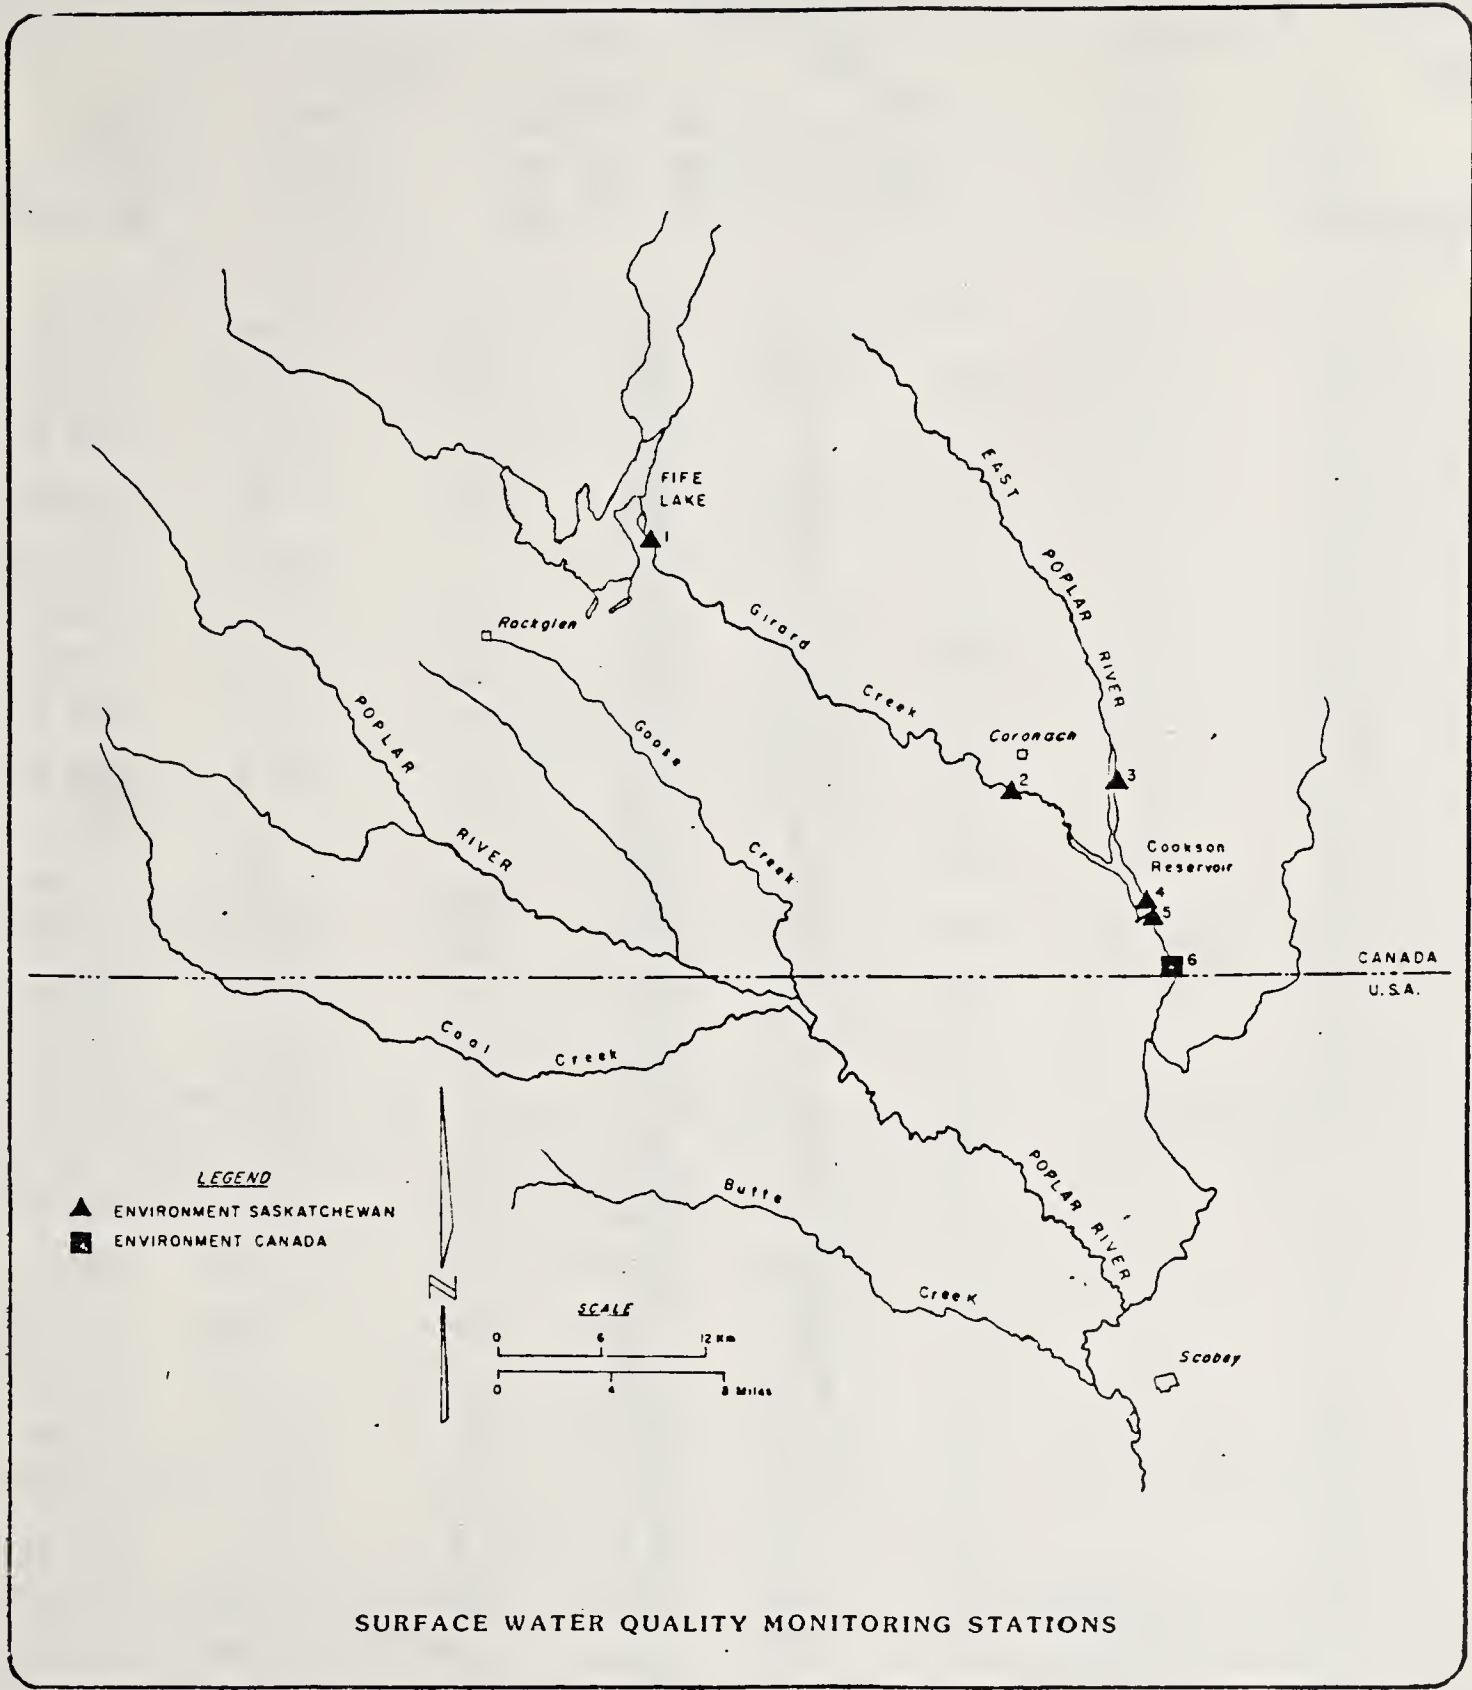 FIFE
LAKE
1
EAST
POPLAR
RIVER
Rockglen
Girard
Creek
Coronach
2
3
POPLAR
RIVER
Goose
Creek
Cookson
Reservoir
4
5
6
CANADA
U.S.A.
Coal
Creek
LEGEND
ENVIRONMENT SASKATCHEWAN
ENVIRONMENT CANADA
N
Butte
Creek
POPLAR RIVER
SCALE
0 6 12 Km
0 4 8 Miles
Scobey
SURFACE WATER QUALITY MONITORING STATIONS